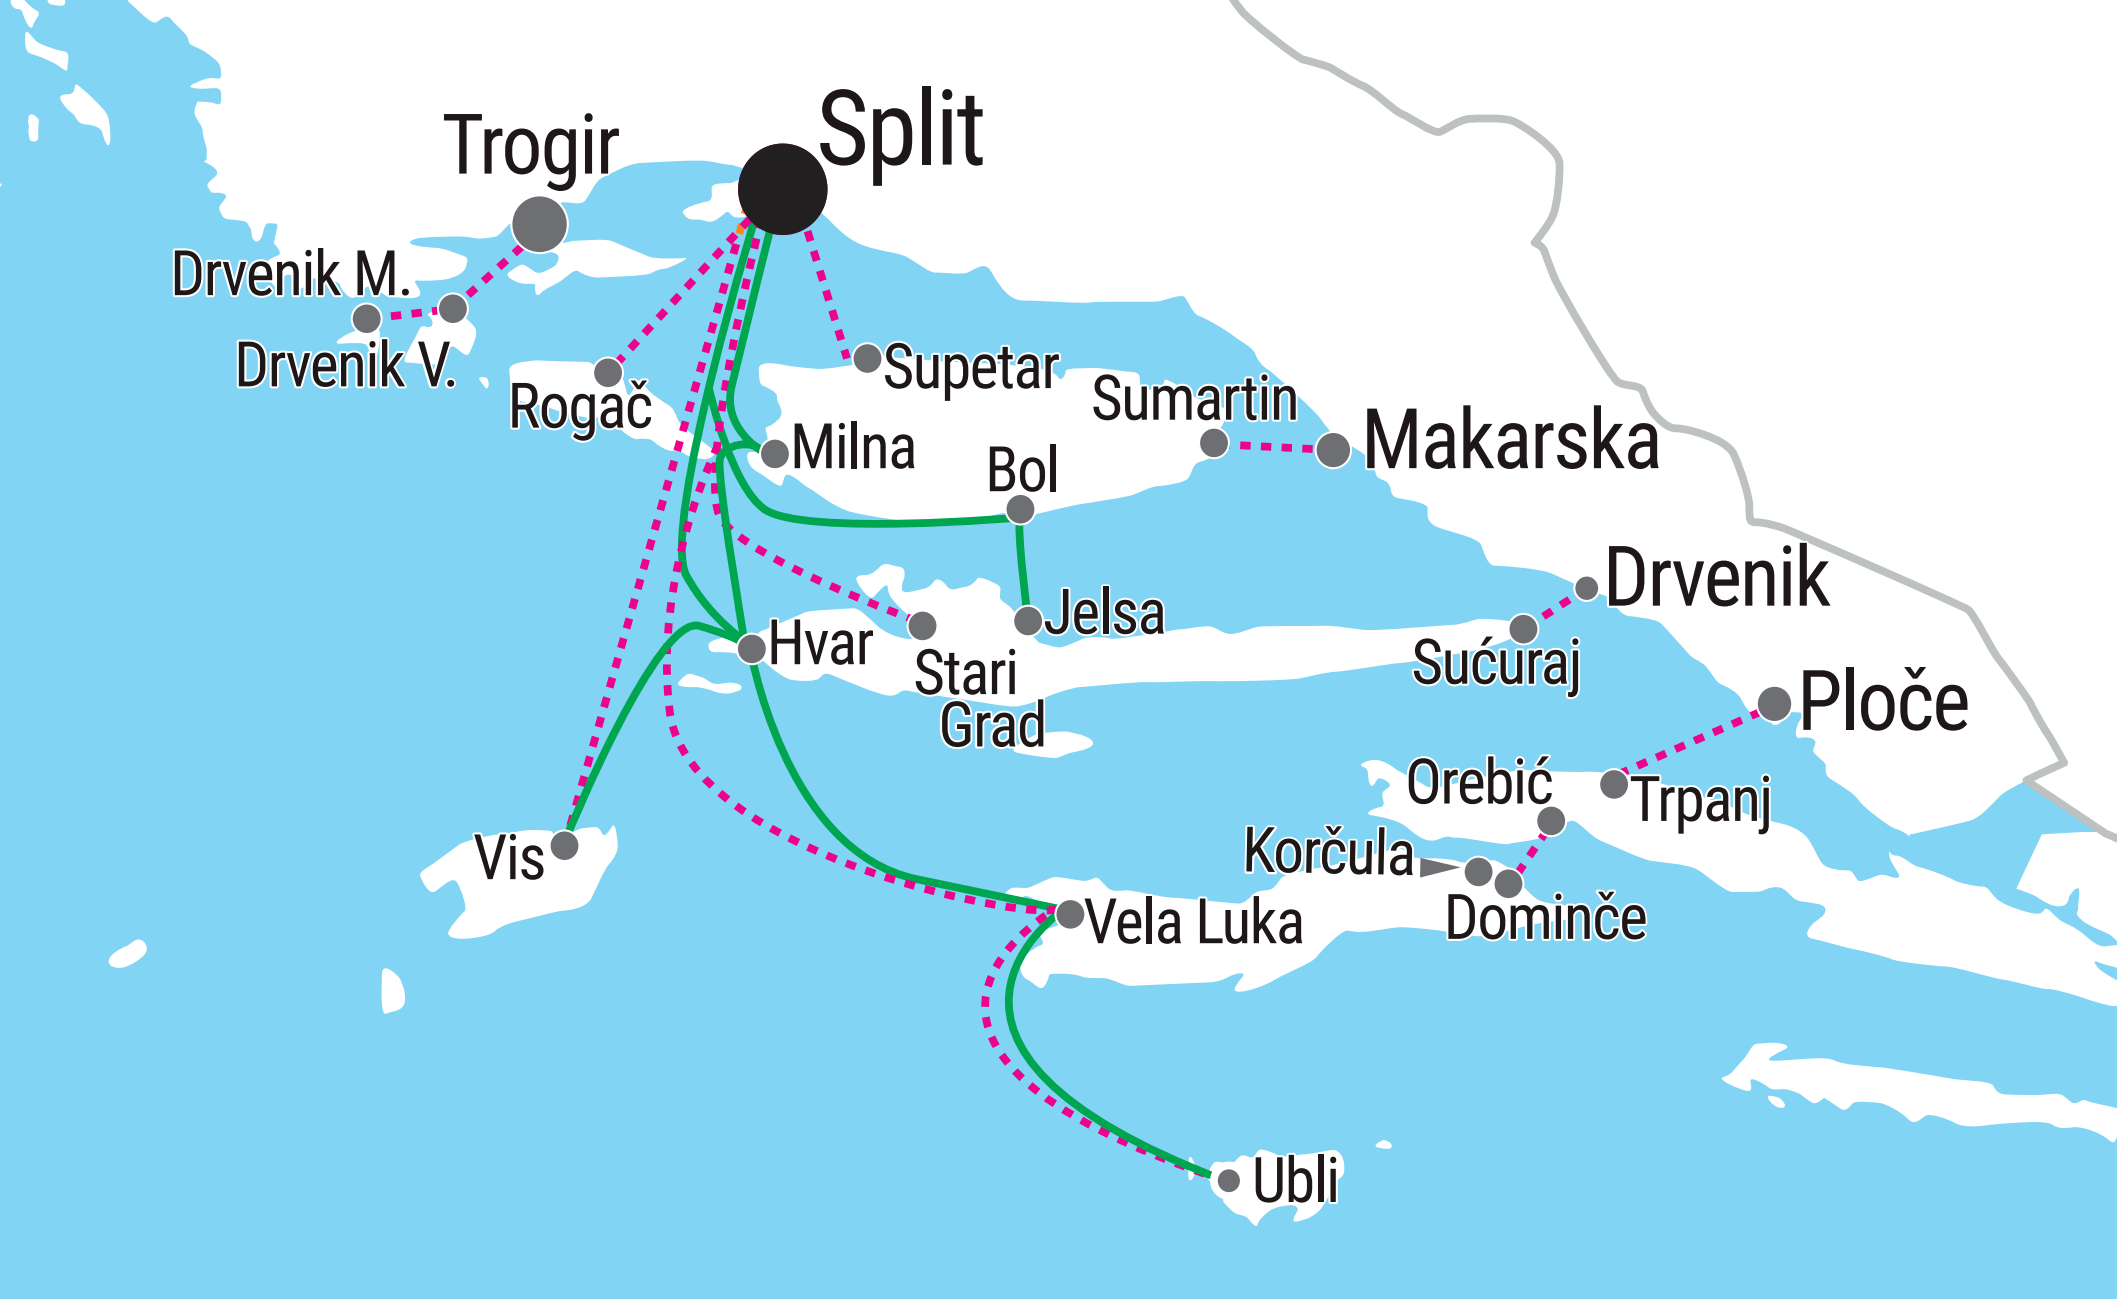 Split
Trogir
Drvenik M.
Drvenik V.
Rogač
Supetar
Sumartin
Makarska
Milna
Bol
Drvenik
Jelsa
Hvar
Stari
Grad
Sućuraj
Ploče
Orebić
Trpanj
Vis
Korčula
Dominče
Vela Luka
Ubli